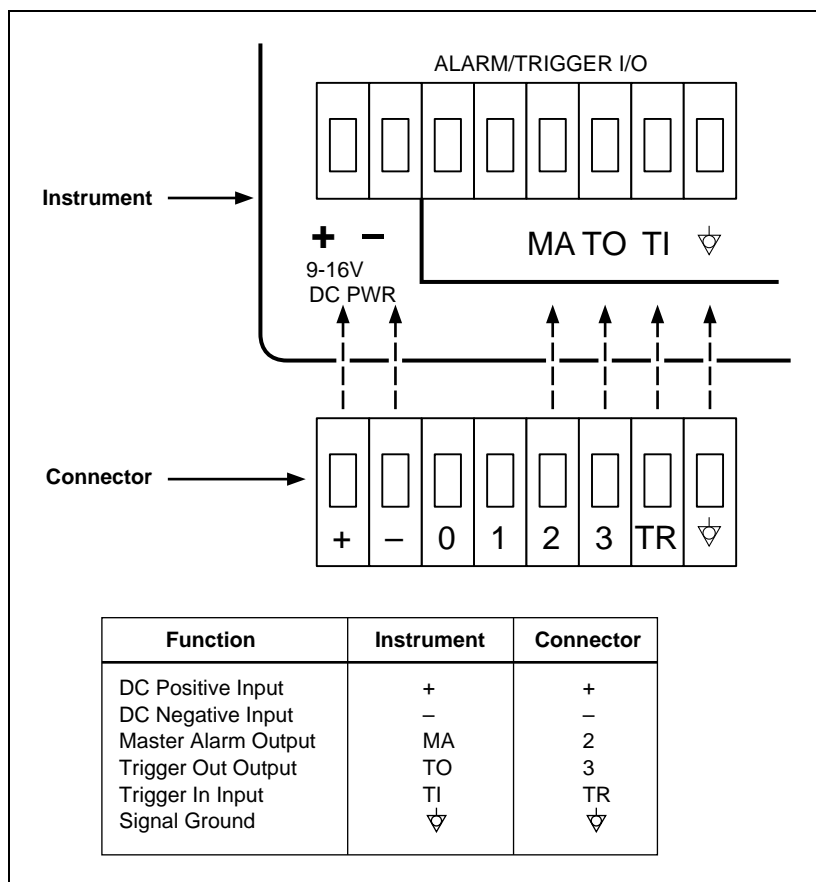 ALARM/TRIGGER I/O
Instrument
+ –
MA TO TI
9-16V
DC PWR
Connector
+ – 0 1 2 3 TR
Function Instrument Connector
DC Positive Input + +
DC Negative Input – –
Master Alarm Output MA 2
Trigger Out Output TO 3
Trigger In Input TI TR
Signal Ground